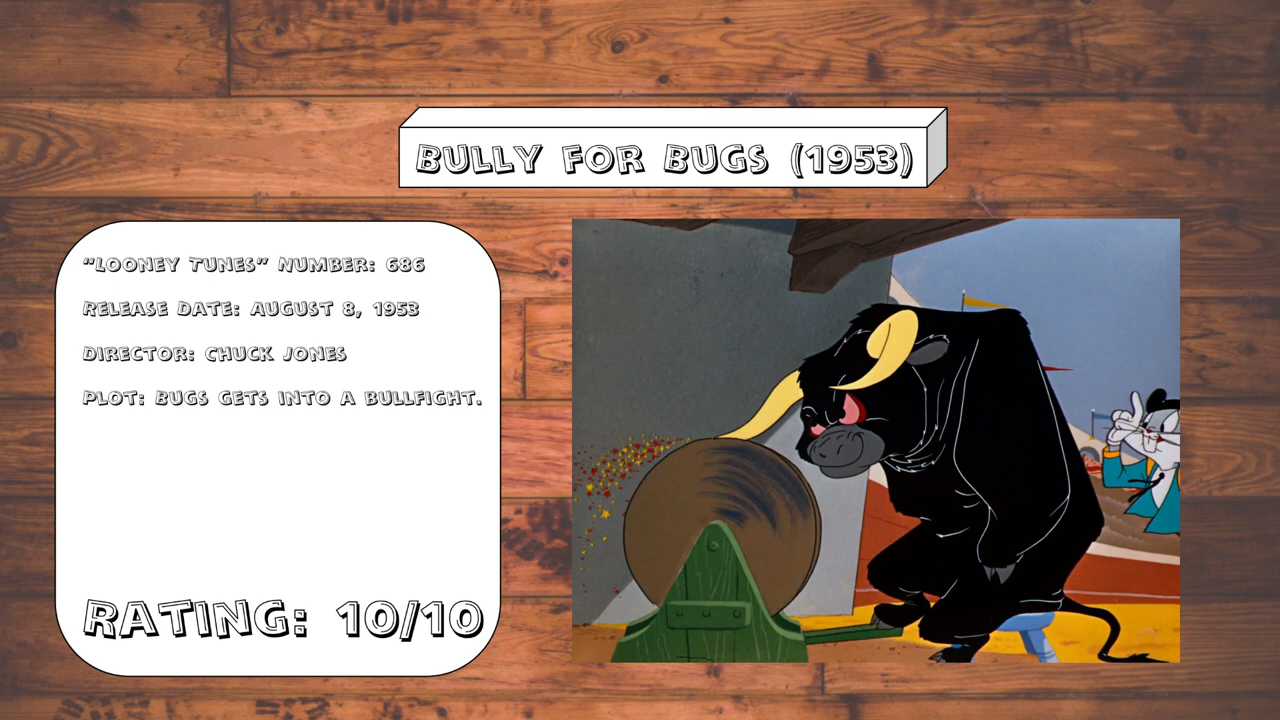 BULLY FOR BUGS (1953)
"LOONEY TUNES" NUMBER: 686
RELEASE DATE: AUGUST 8, 1953
DIRECTOR: CHUCK JONES
PLOT: BUGS GETS INTO A BULLFIGHT.
RATING: 10/10